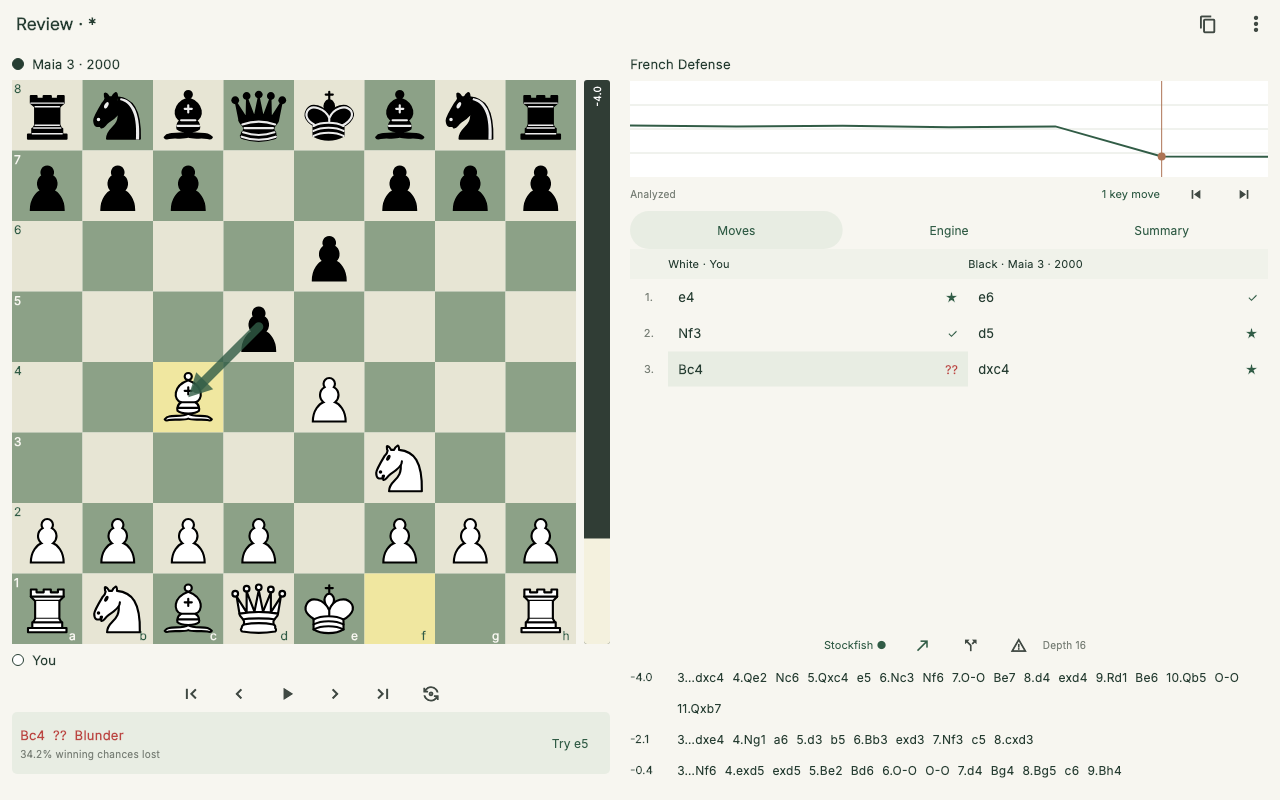 Review · *
Maia 3 · 2000
8
7
6
5
4
3
2
1
a b c d e f g h
-4.0
You
Bc4 ?? Blunder
34.2% winning chances lost
Try e5
French Defense
Analyzed
1 key move
Moves Engine Summary
White · You Black · Maia 3 · 2000
1. e4 ★ e6 ✓
2. Nf3 ✓ d5 ★
3. Bc4 ?? dxc4 ★
Stockfish Depth 16
-4.0 3...dxc4 4.Qe2 Nc6 5.Qxc4 e5 6.Nc3 Nf6 7.O-O Be7 8.d4 exd4 9.Rd1 Be6 10.Qb5 O-O
11.Qxb7
-2.1 3...dxe4 4.Ng1 a6 5.d3 b5 6.Bb3 exd3 7.Nf3 c5 8.cxd3
-0.4 3...Nf6 4.exd5 exd5 5.Be2 Bd6 6.O-O O-O 7.d4 Bg4 8.Bg5 c6 9.Bh4